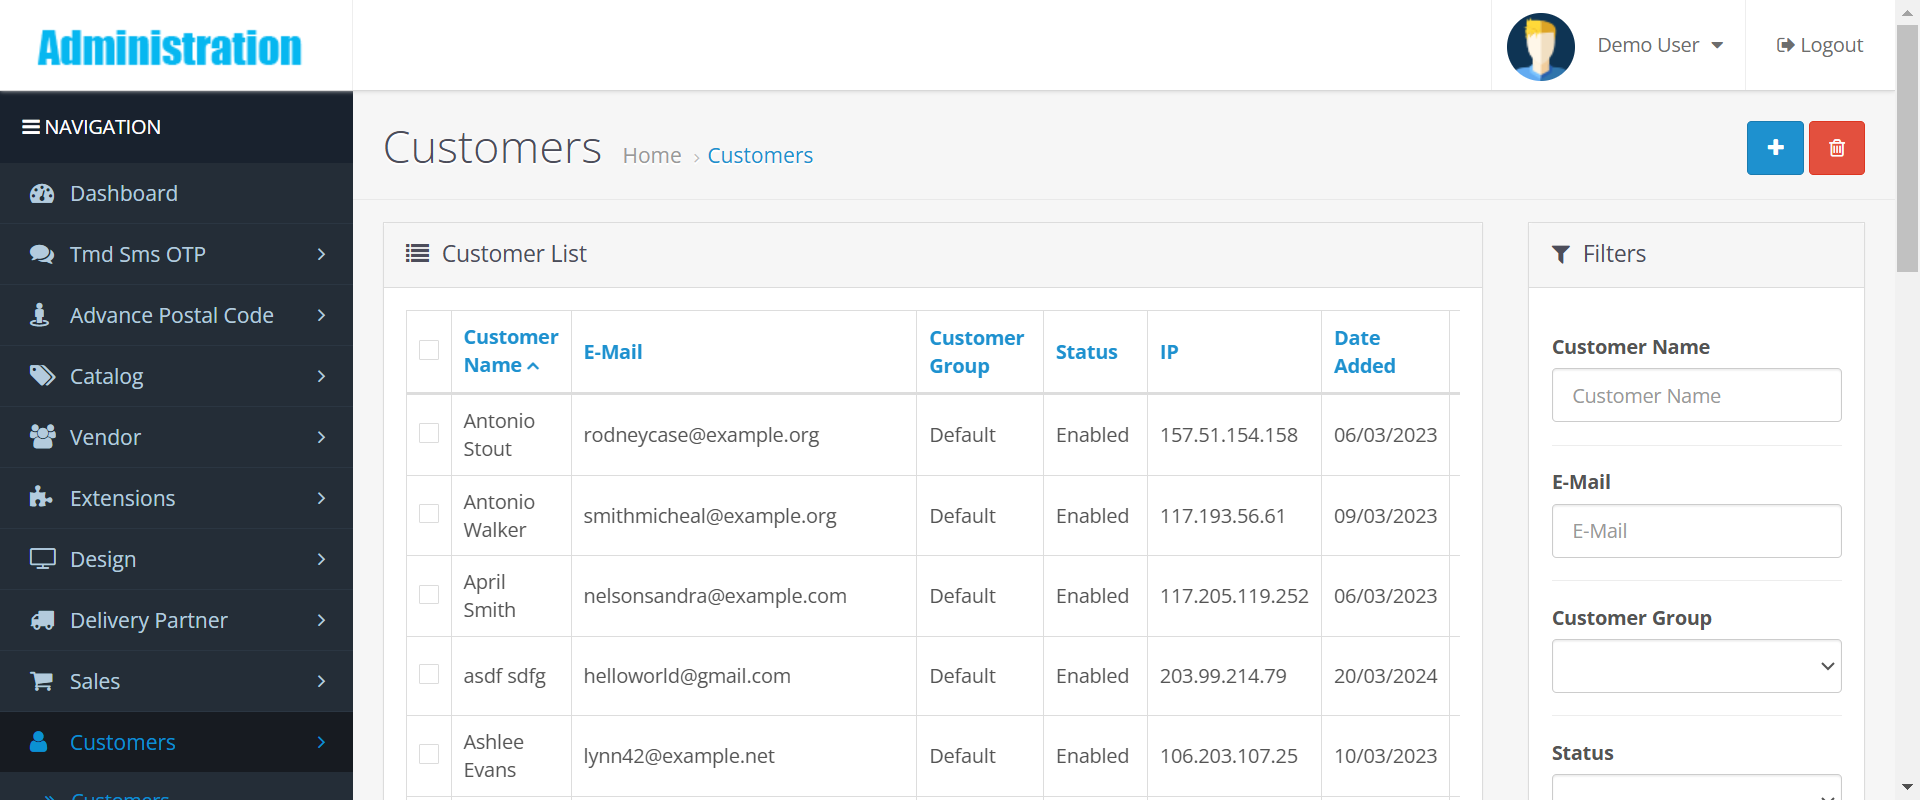 Administration
Demo User
Logout
NAVIGATION
Dashboard
Tmd Sms OTP
Advance Postal Code
Catalog
Vendor
Extensions
Design
Delivery Partner
Sales
Customers
Customers
Customers
Home › Customers
Customer List
Customer Name
E-Mail
Customer Group
Status
IP
Date Added
Antonio Stout
rodneycase@example.org
Default
Enabled
157.51.154.158
06/03/2023
Antonio Walker
smithmicheal@example.org
Default
Enabled
117.193.56.61
09/03/2023
April Smith
nelsonsandra@example.com
Default
Enabled
117.205.119.252
06/03/2023
asdf sdfg
helloworld@gmail.com
Default
Enabled
203.99.214.79
20/03/2024
Ashlee Evans
lynn42@example.net
Default
Enabled
106.203.107.25
10/03/2023
Filters
Customer Name
Customer Name
E-Mail
E-Mail
Customer Group
Status